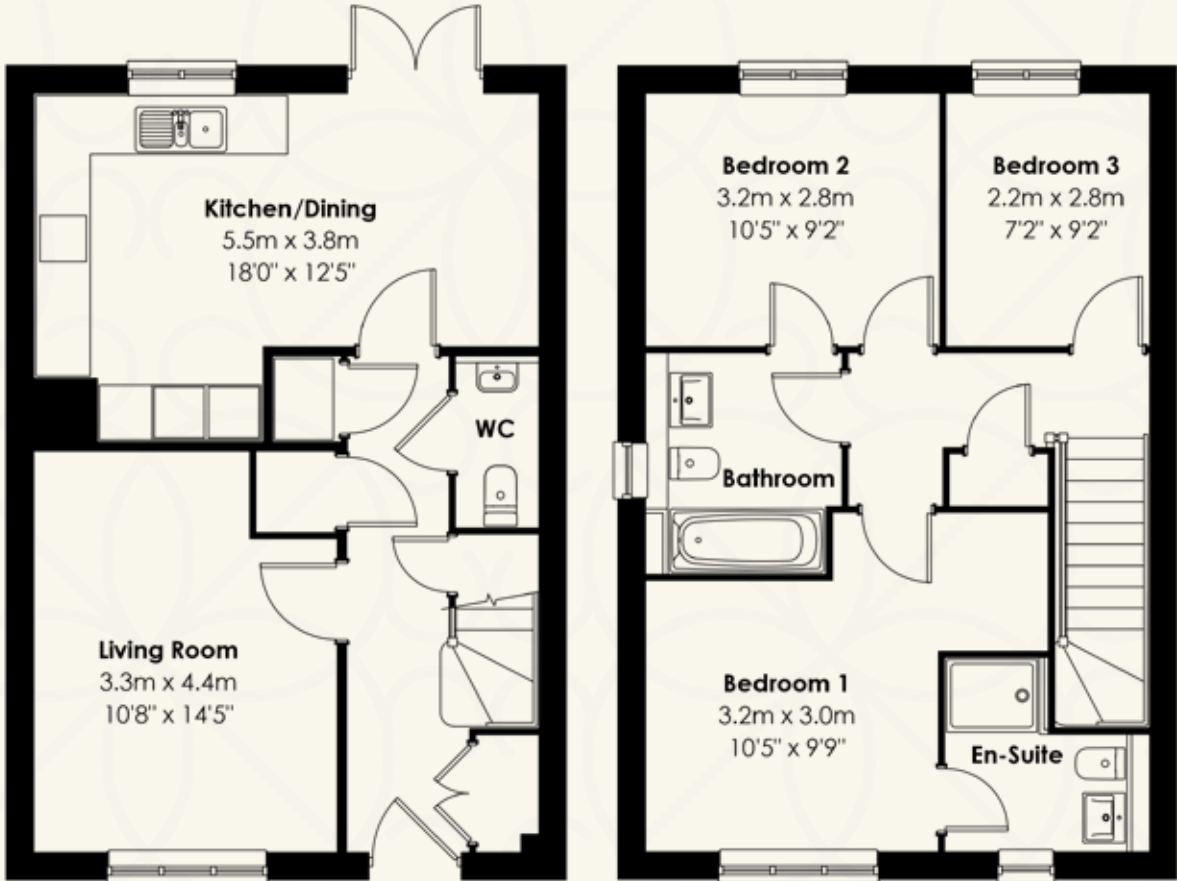 Kitchen/Dining
5.5m x 3.8m
18'0" x 12'5"
WC
Living Room
3.3m x 4.4m
10'8" x 14'5"
Bedroom 2
3.2m x 2.8m
10'5" x 9'2"
Bedroom 3
2.2m x 2.8m
7'2" x 9'2"
Bathroom
Bedroom 1
3.2m x 3.0m
10'5" x 9'9"
En-Suite